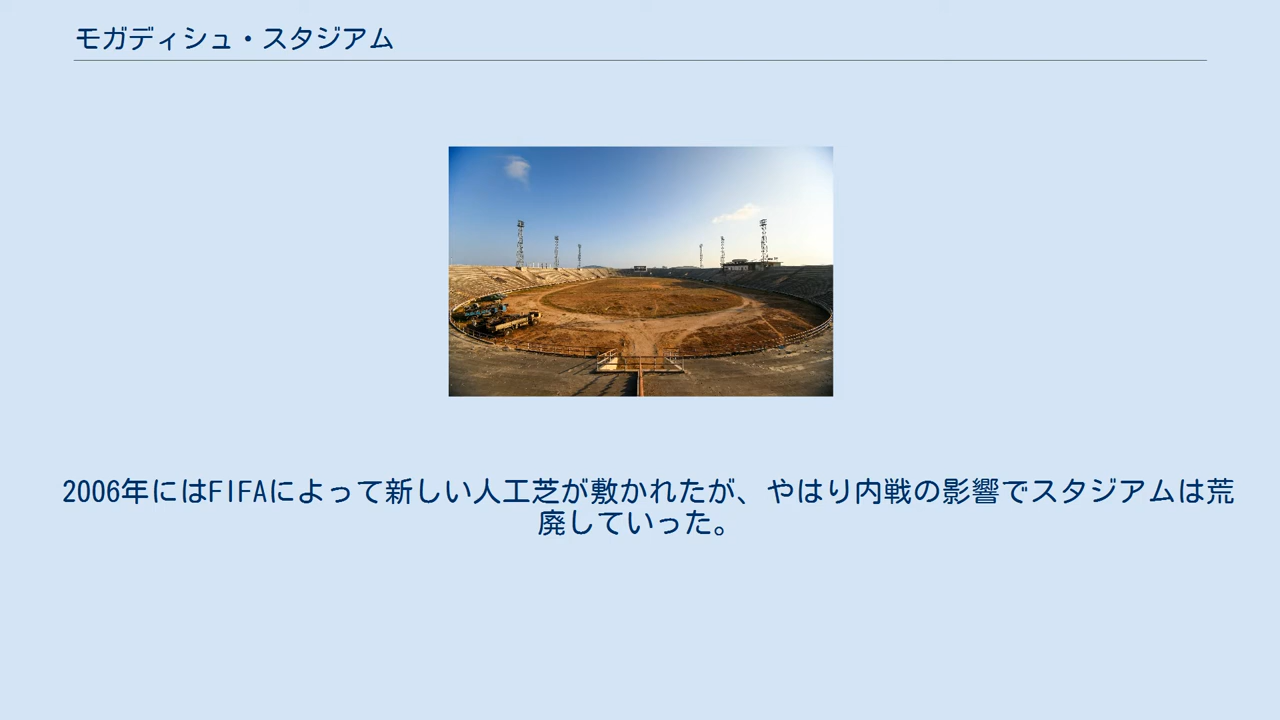 モガディシュ・スタジアム
2006年にはFIFAによって新しい人工芝が敷かれたが、やはり内戦の影響でスタジアムは荒
廃していった。